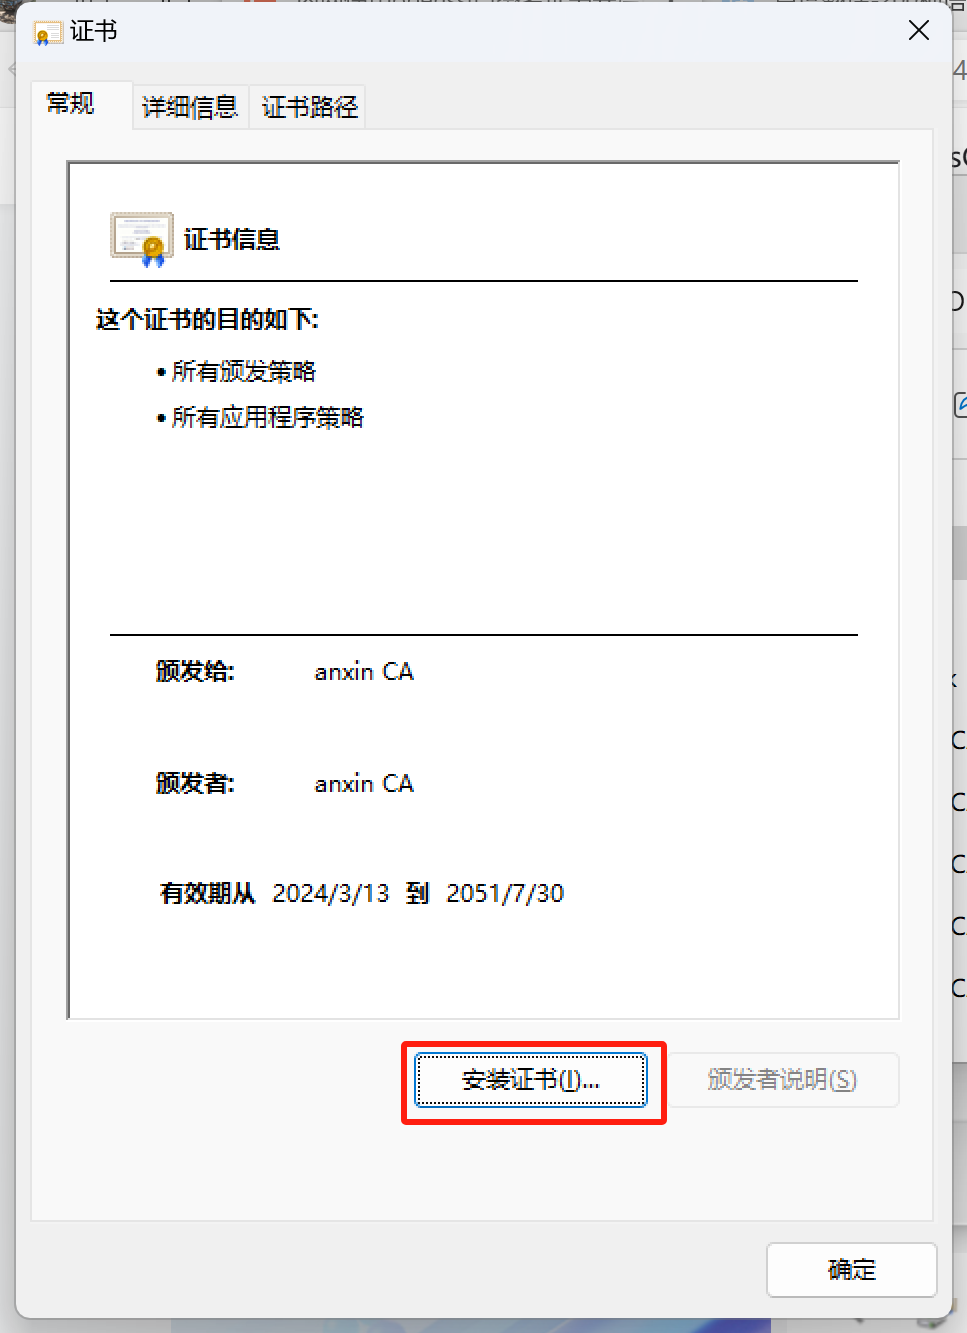 证书
常规 详细信息 证书路径
证书信息
这个证书的目的如下:
• 所有颁发策略
• 所有应用程序策略
颁发给: anxin CA
颁发者: anxin CA
有效期从 2024/3/13 到 2051/7/30
安装证书(I)... 颁发者说明(S)
确定